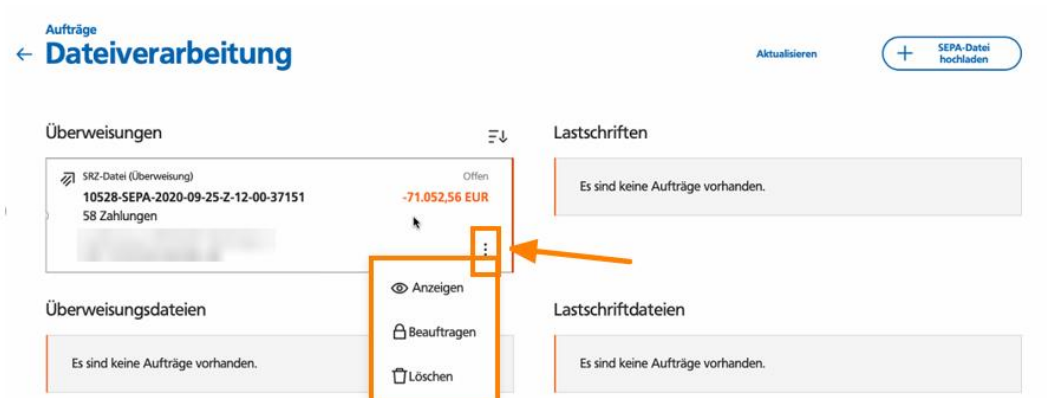 Aufträge
Dateiverarbeitung
Aktualisieren
SEPA-Datei
hochladen
Überweisungen
SRZ-Datei (Überweisung)
Offen
10528-SEPA-2020-09-25-Z-12-00-37151
-71.052,56 EUR
58 Zahlungen
Anzeigen
Beauftragen
Löschen
Lastschriften
Es sind keine Aufträge vorhanden.
Überweisungsdateien
Es sind keine Aufträge vorhanden.
Lastschriftdateien
Es sind keine Aufträge vorhanden.